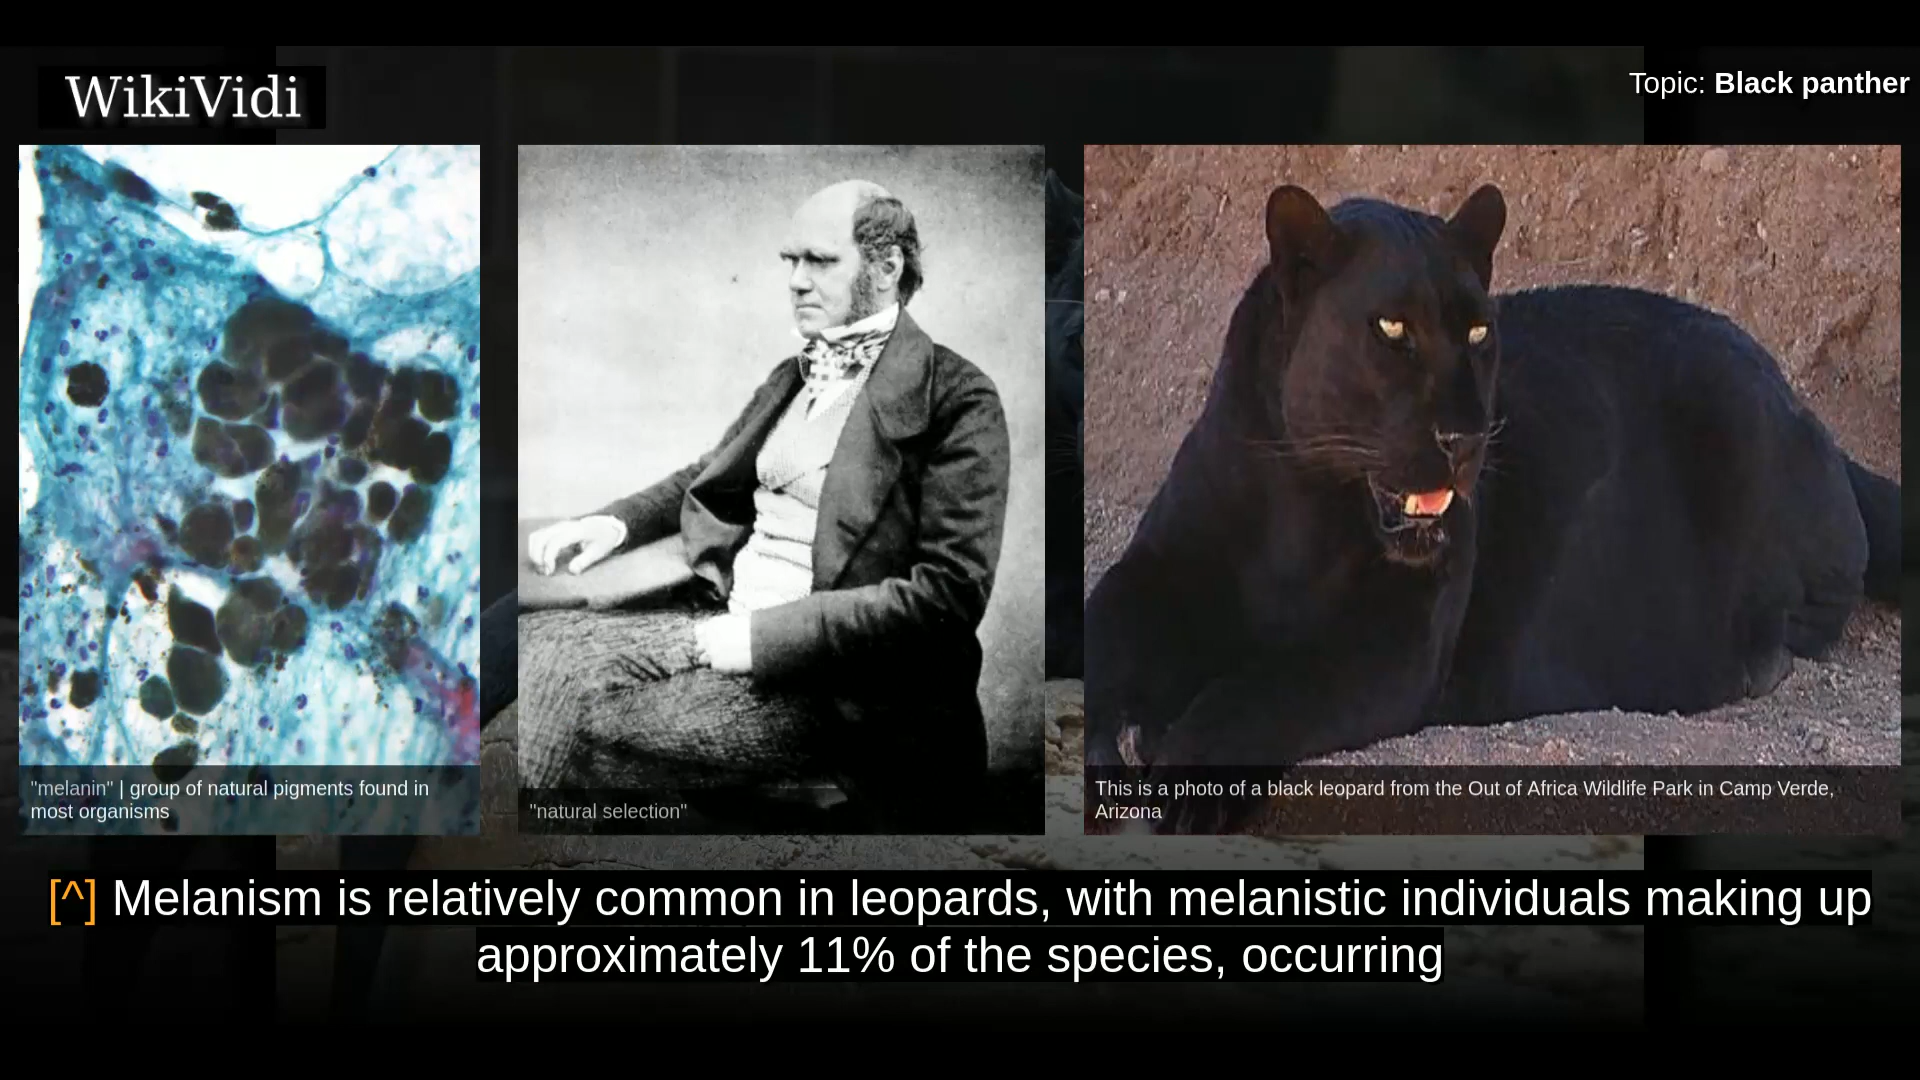 WikiVidi
Topic: Black panther
"melanin" | group of natural pigments found in
most organisms
"natural selection"
This is a photo of a black leopard from the Out of Africa Wildlife Park in Camp Verde,
Arizona
[^] Melanism is relatively common in leopards, with melanistic individuals making up
approximately 11% of the species, occurring